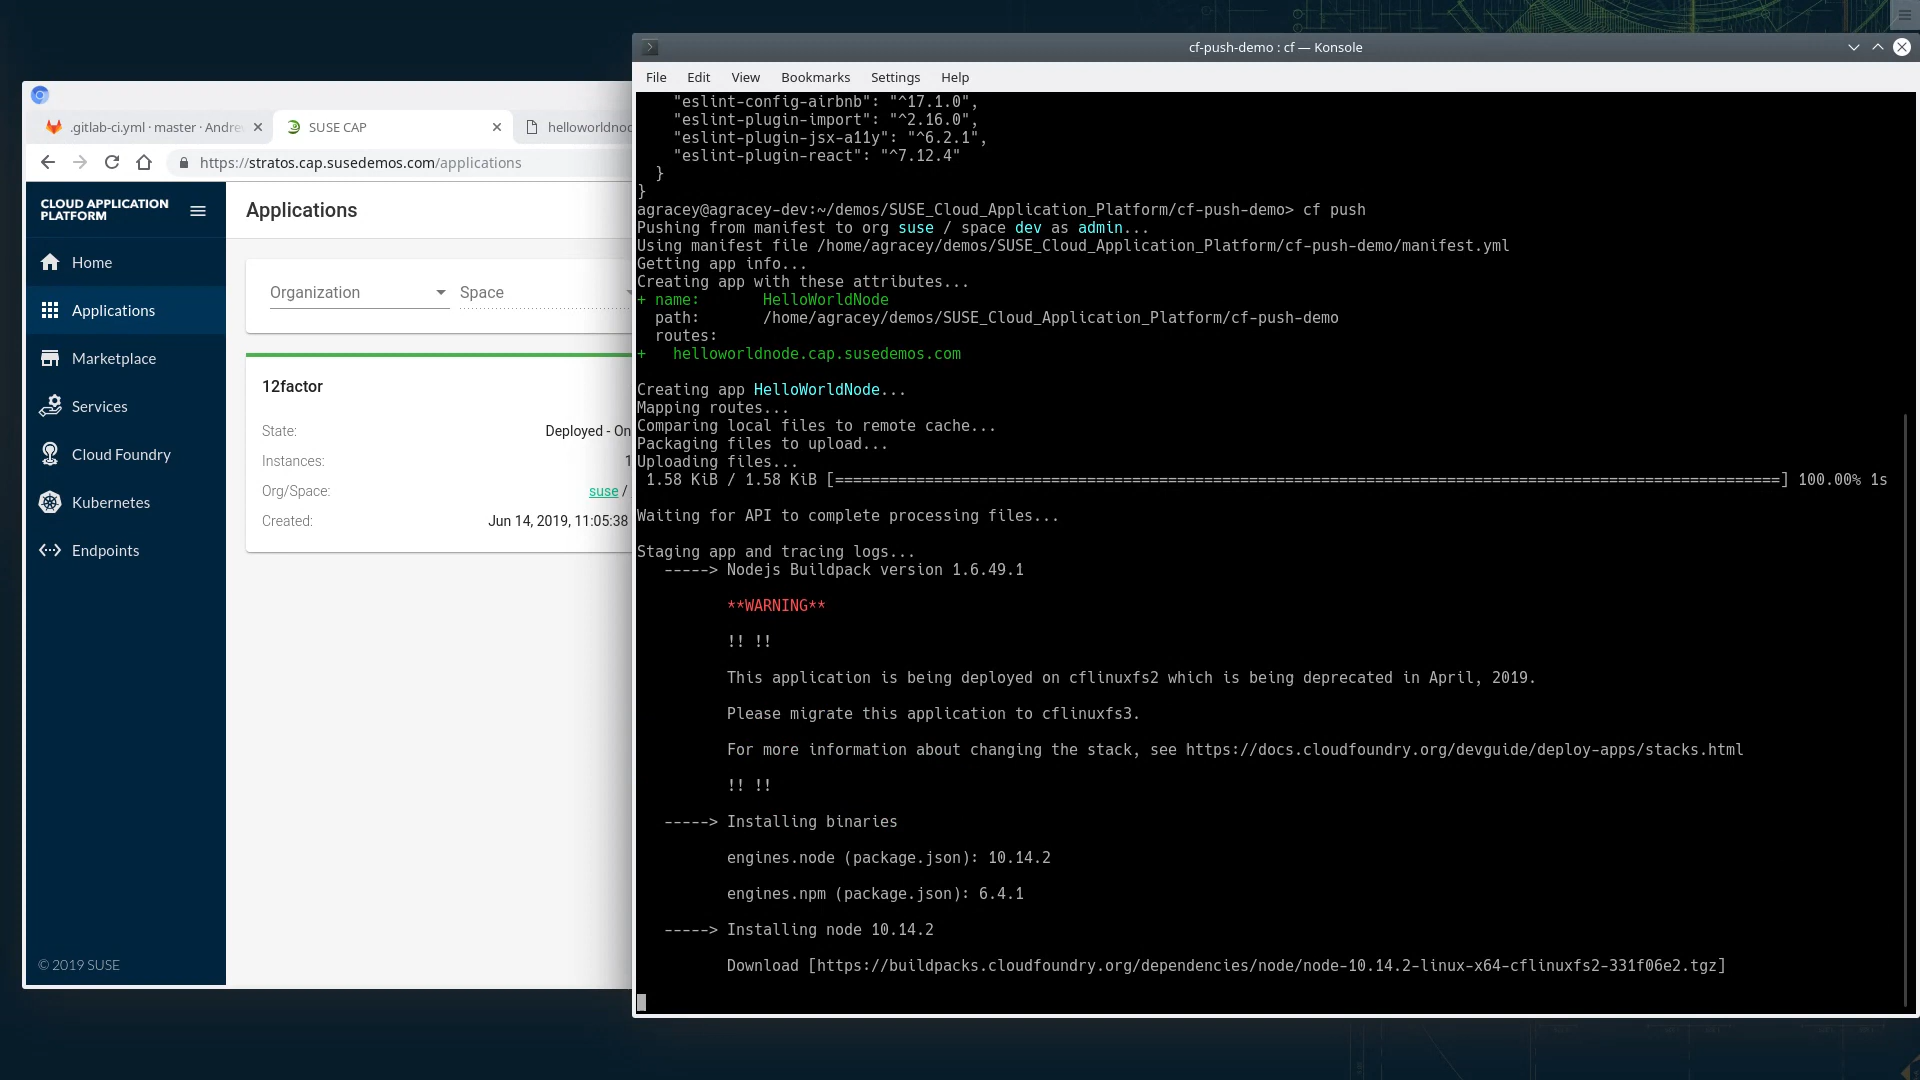 cf-push-demo : cf — Konsole
File Edit View Bookmarks Settings Help
.gitlab-ci.yml · master · Andre
SUSE CAP
helloworldnod
https://stratos.cap.susedemos.com/applications
CLOUD APPLICATION
PLATFORM
Home
Applications
Marketplace
Services
Cloud Foundry
Kubernetes
Endpoints
© 2019 SUSE
Applications
Organization
Space
12factor
State: Deployed - On
Instances: 1
Org/Space: suse /
Created: Jun 14, 2019, 11:05:38
"eslint-config-airbnb": "^17.1.0",
"eslint-plugin-import": "^2.16.0",
"eslint-plugin-jsx-a11y": "^6.2.1",
"eslint-plugin-react": "^7.12.4"
}
}
agracey@agracey-dev:~/demos/SUSE_Cloud_Application_Platform/cf-push-demo> cf push
Pushing from manifest to org suse / space dev as admin...
Using manifest file /home/agracey/demos/SUSE_Cloud_Application_Platform/cf-push-demo/manifest.yml
Getting app info...
Creating app with these attributes...
+ name: HelloWorldNode
path: /home/agracey/demos/SUSE_Cloud_Application_Platform/cf-push-demo
routes:
+ helloworldnode.cap.susedemos.com
Creating app HelloWorldNode...
Mapping routes...
Comparing local files to remote cache...
Packaging files to upload...
Uploading files...
1.58 KiB / 1.58 KiB [=========================================================================================================] 100.00% 1s
Waiting for API to complete processing files...
Staging app and tracing logs...
-----> Nodejs Buildpack version 1.6.49.1
**WARNING**
!! !!
This application is being deployed on cflinuxfs2 which is being deprecated in April, 2019.
Please migrate this application to cflinuxfs3.
For more information about changing the stack, see https://docs.cloudfoundry.org/devguide/deploy-apps/stacks.html
!! !!
-----> Installing binaries
engines.node (package.json): 10.14.2
engines.npm (package.json): 6.4.1
-----> Installing node 10.14.2
Download [https://buildpacks.cloudfoundry.org/dependencies/node/node-10.14.2-linux-x64-cflinuxfs2-331f06e2.tgz]